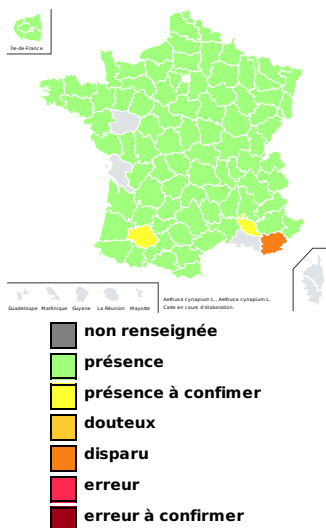 Île-de-France
Guadeloupe Martinique Guyane La Réunion Mayotte
Aethusa cynapium L., Aethusa cynapium L.
Carte en cours d'élaboration.
non renseignée
présence
présence à confimer
douteux
disparu
erreur
erreur à confirmer